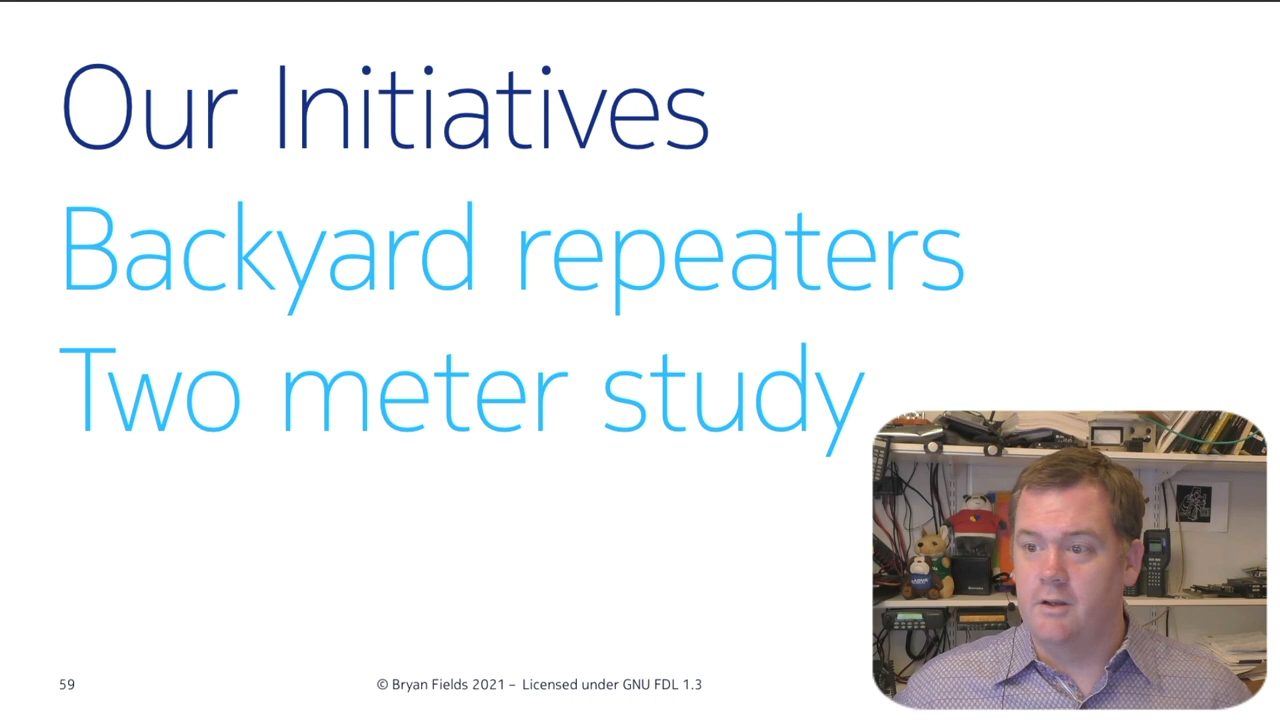 Our Initiatives
Backyard repeaters
Two meter study
59
© Bryan Fields 2021 – Licensed under GNU FDL 1.3